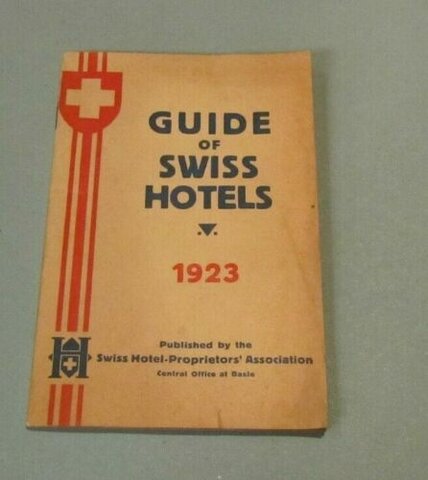 GUIDE
OF
SWISS
HOTELS
1923
Published by the
Swiss Hotel-Proprietors' Association
Central Office at Basle